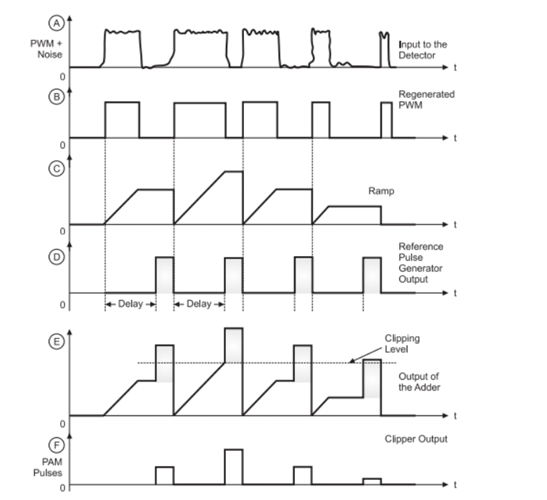 A
PWM +
Noise
0
Input to the
Detector
t
B
0
Regenerated
PWM
t
C
0
Ramp
t
D
0
Reference
Pulse
Generator
Output
t
Delay
Delay
E
0
Clipping
Level
Output of
the Adder
t
F
PAM
Pulses
0
Clipper Output
t